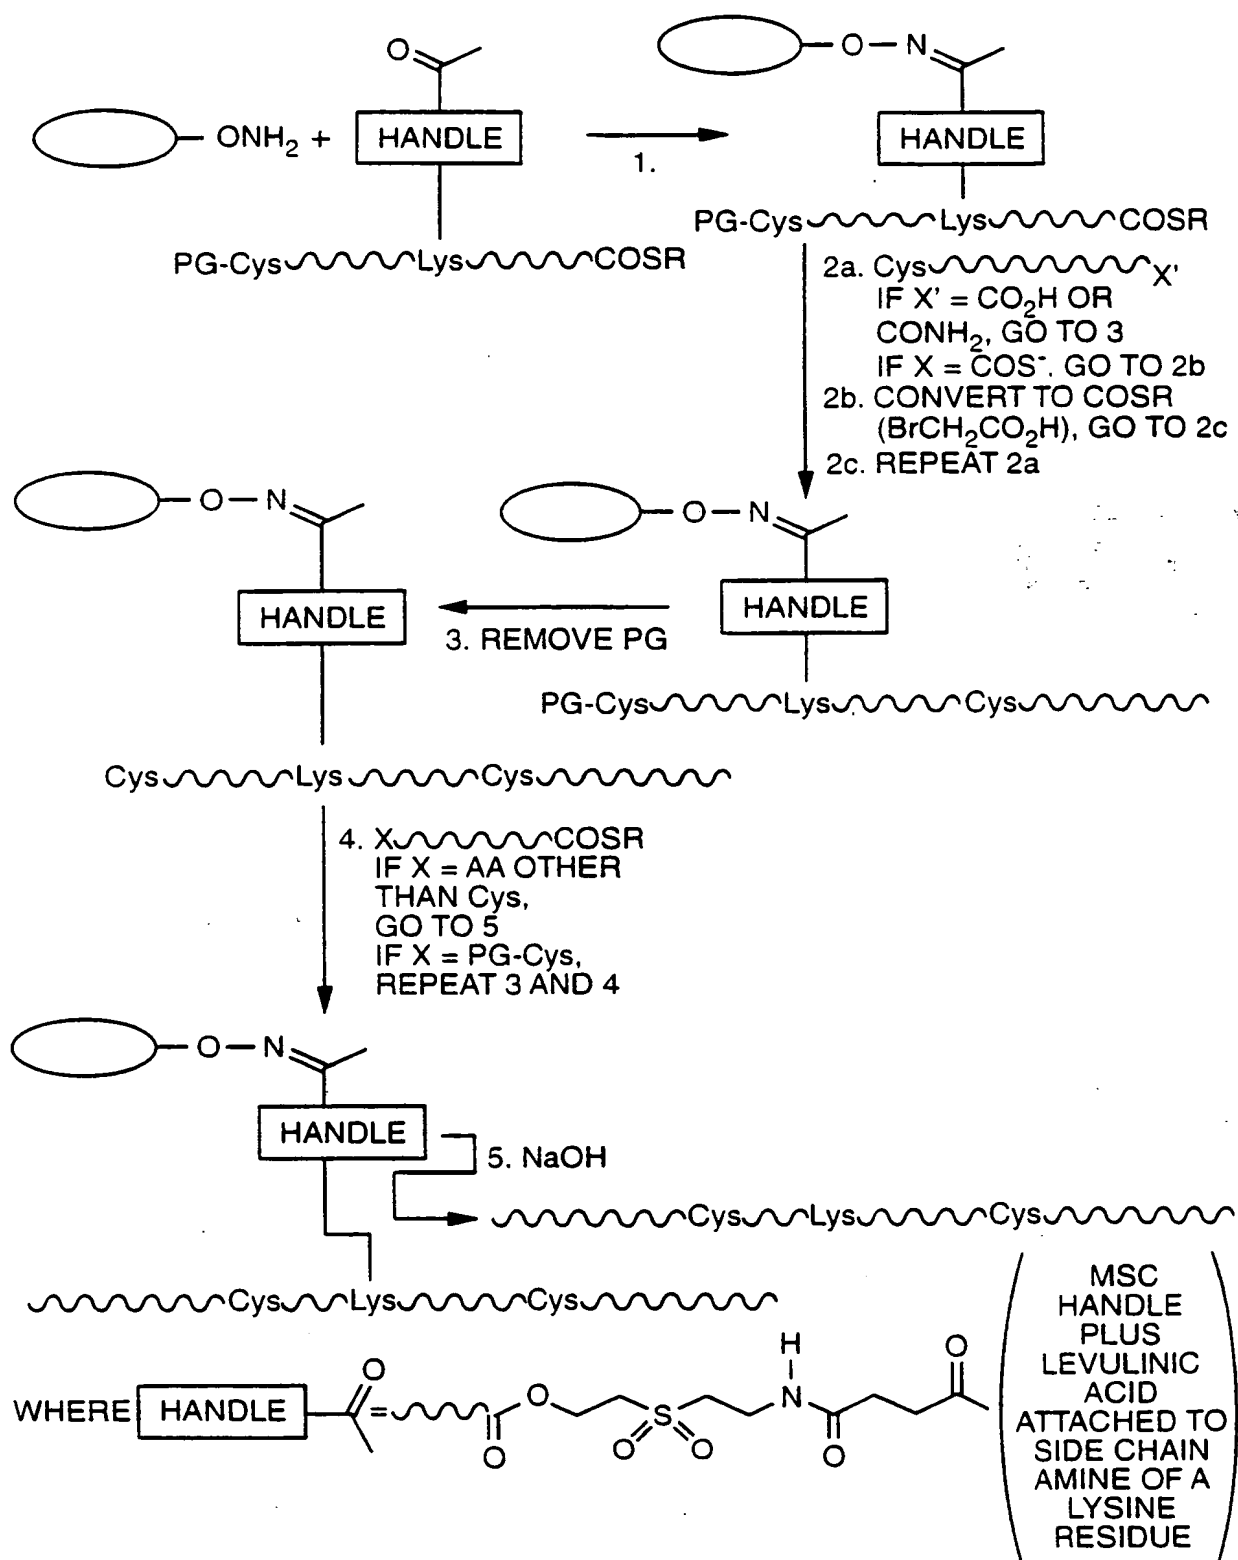 O
O — N
ONH2 +
HANDLE
1.
HANDLE
PG-Cys Lys COSR
PG-Cys Lys COSR
2a. Cys X'
IF X' = CO2H OR
CONH2, GO TO 3
IF X = COS-. GO TO 2b
2b. CONVERT TO COSR
(BrCH2CO2H), GO TO 2c
2c. REPEAT 2a
O — N
O — N
HANDLE
HANDLE
3. REMOVE PG
PG-Cys Lys Cys
Cys Lys Cys
4. X COSR
IF X = AA OTHER
THAN Cys,
GO TO 5
IF X = PG-Cys,
REPEAT 3 AND 4
O — N
HANDLE
5. NaOH
Cys Lys Cys
Cys Lys Cys
WHERE HANDLE O = O O S O O H N O O
MSC
HANDLE
PLUS
LEVULINIC
ACID
ATTACHED TO
SIDE CHAIN
AMINE OF A
LYSINE
RESIDUE